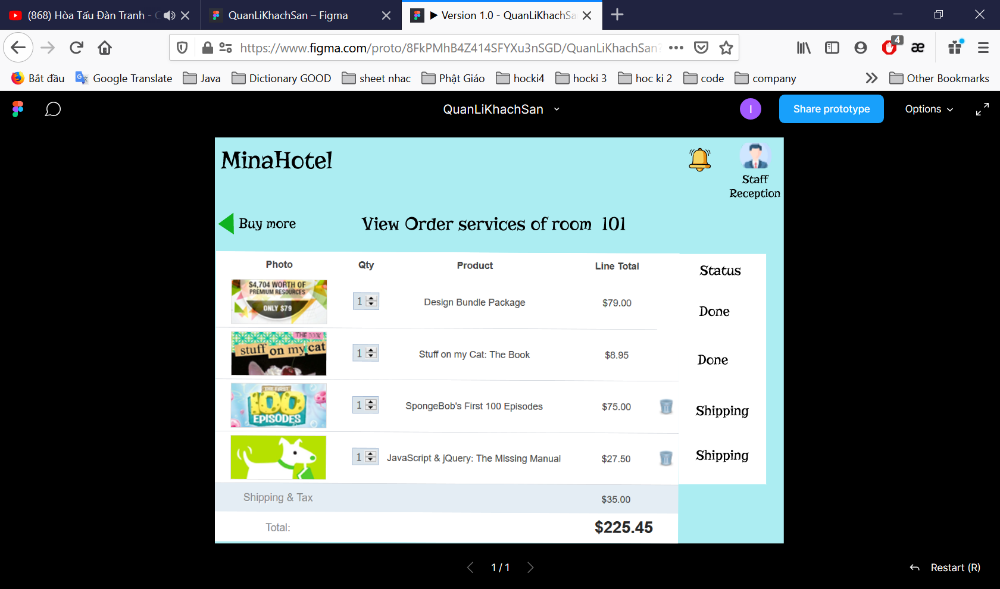 (868) Hòa Tấu Đàn Tranh -
QuanLiKhachSan – Figma
▶ Version 1.0 - QuanLiKhachSa
https://www.figma.com/proto/8FkPMhB4Z414SFYXu3nSGD/QuanLiKhachSan?
4
Bắt đầu
Google Translate
Java
Dictionary GOOD
sheet nhac
Phật Giáo
hocki4
hocki 3
hoc ki 2
code
company
Other Bookmarks
QuanLiKhachSan
I
Share prototype
Options
MinaHotel
Staff
Reception
Buy more
View Order services of room 101
Photo Qty Product Line Total Status
$4,704 WORTH OF
PREMIUM RESOURCES
ONLY $79
1 Design Bundle Package $79.00 Done
THE BOOK
stuff on my cat
1 Stuff on my Cat: The Book $8.95 Done
THE FIRST
100
EPISODES
1 SpongeBob's First 100 Episodes $75.00 Shipping
1 JavaScript & jQuery: The Missing Manual $27.50 Shipping
Shipping & Tax $35.00
Total: $225.45
1 / 1
Restart (R)